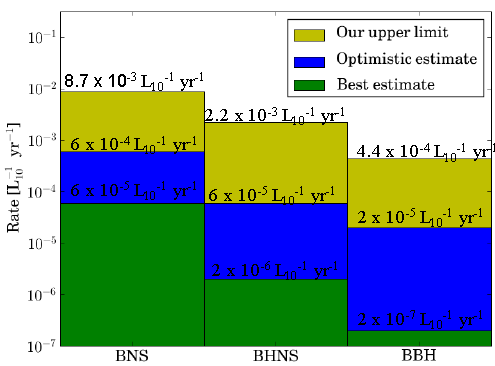 Rate [L₁₀⁻¹ yr⁻¹]
10⁻¹
10⁻²
10⁻³
10⁻⁴
10⁻⁵
10⁻⁶
10⁻⁷
Our upper limit
Optimistic estimate
Best estimate
8.7 x 10⁻³ L₁₀⁻¹ yr⁻¹
6 x 10⁻⁴ L₁₀⁻¹ yr⁻¹
6 x 10⁻⁵ L₁₀⁻¹ yr⁻¹
2.2 x 10⁻³ L₁₀⁻¹ yr⁻¹
6 x 10⁻⁵ L₁₀⁻¹ yr⁻¹
2 x 10⁻⁶ L₁₀⁻¹ yr⁻¹
4.4 x 10⁻⁴ L₁₀⁻¹ yr⁻¹
2 x 10⁻⁵ L₁₀⁻¹ yr⁻¹
2 x 10⁻⁷ L₁₀⁻¹ yr⁻¹
BNS
BHNS
BBH